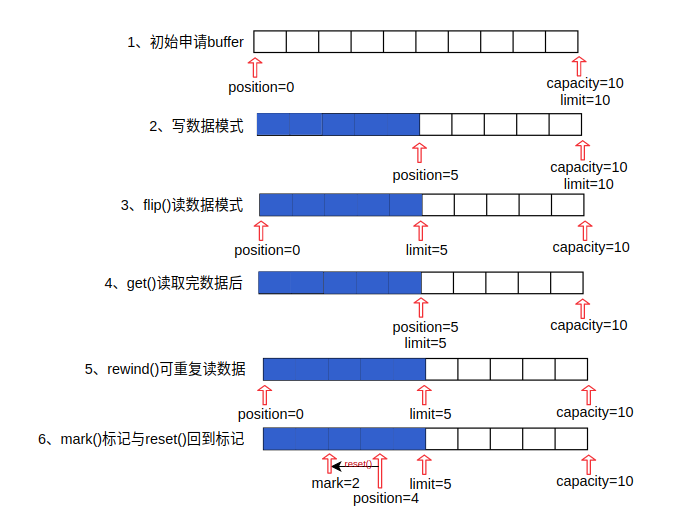 1、初始申请buffer
position=0
capacity=10
limit=10
2、写数据模式
position=5
capacity=10
limit=10
3、flip()读数据模式
position=0
limit=5
capacity=10
4、get()读取完数据后
position=5
limit=5
capacity=10
5、rewind()可重复读数据
position=0
limit=5
capacity=10
6、mark()标记与reset()回到标记
reset()
mark=2
position=4
limit=5
capacity=10